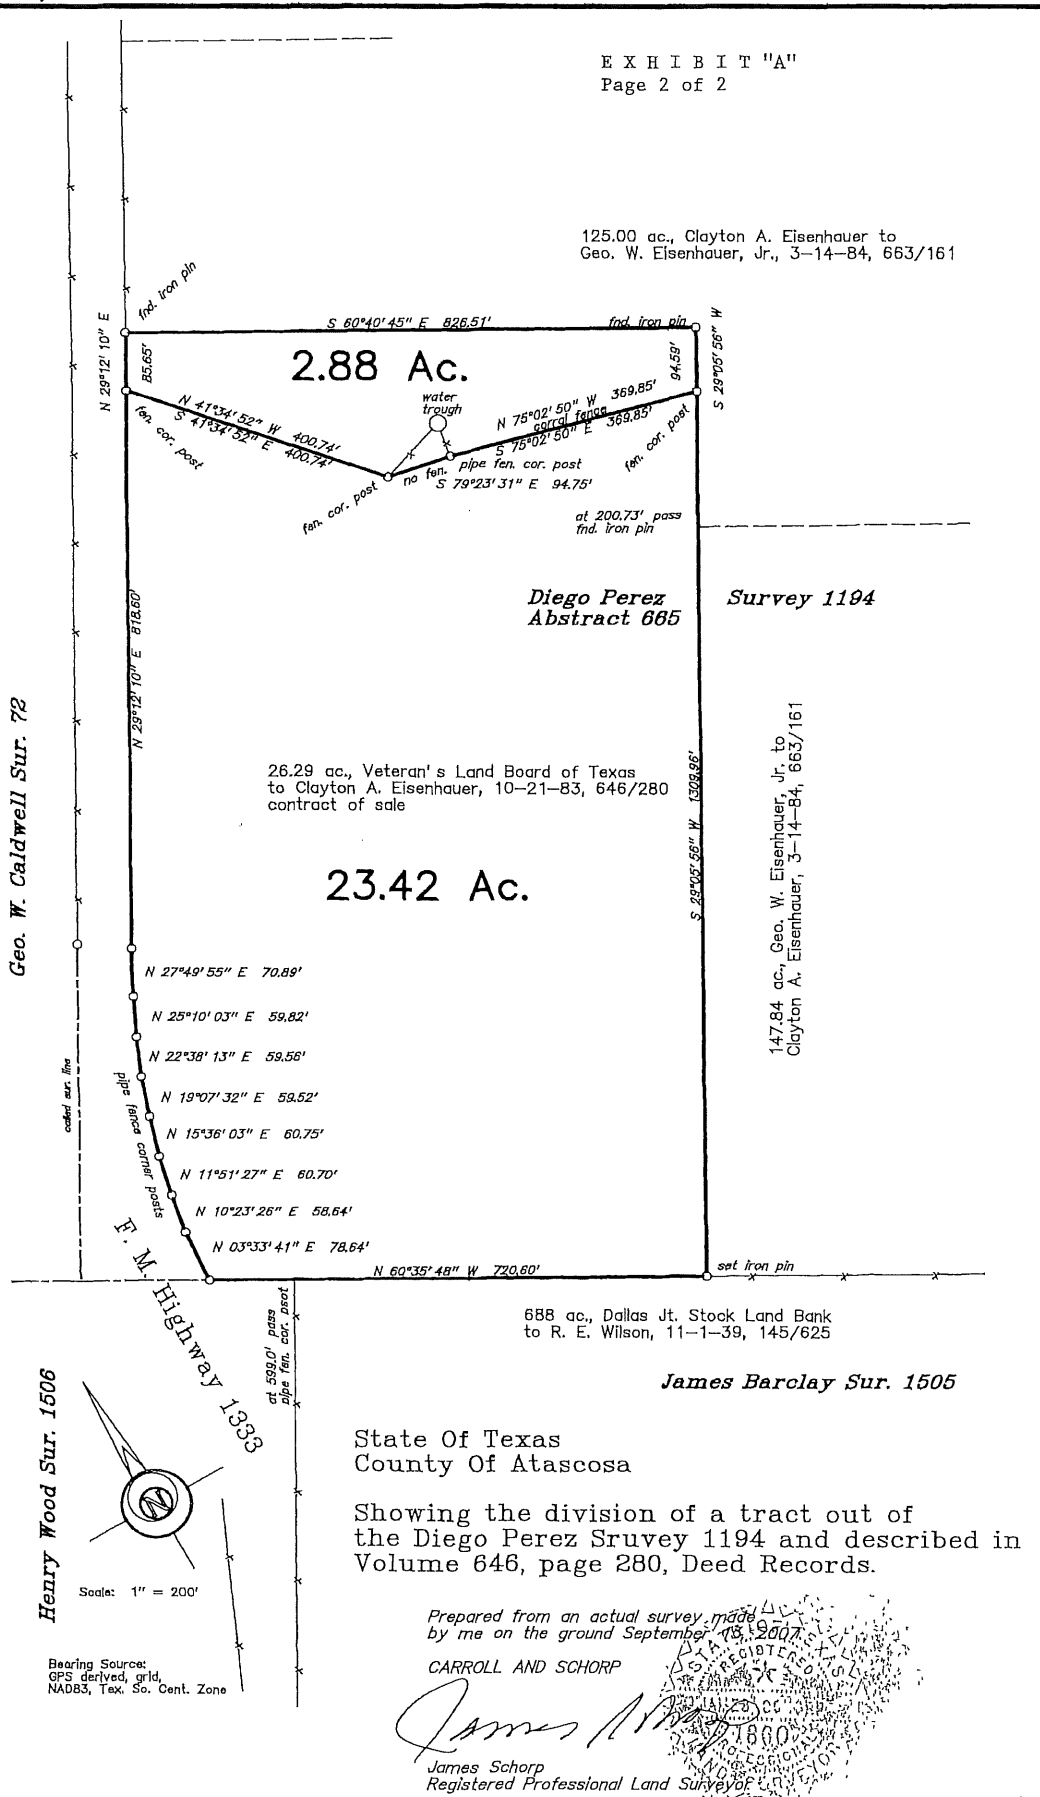 E X H I B I T "A"
Page 2 of 2
125.00 ac., Clayton A. Eisenhauer to
Geo. W. Eisenhauer, Jr., 3-14-84, 663/161
fnd. iron pin
N 29°12'10" E
85.65'
S 60°40'45" E 826.51'
fnd. iron pin
S 29°05'56" W
94.59'
2.88 Ac.
water
trough
N 41°34'52" W 400.74'
S 41°34'52" E 400.74'
N 75°02'50" W 369.85'
corral fence
S 75°02'50" E 369.85'
fen. cor. post
fen. cor. post
fen. cor. post
no fen.
pipe fen. cor. post
S 79°23'31" E 94.75'
at 200.73' pass
fnd. iron pin
Diego Perez
Abstract 665
Survey 1194
N 29°12'10" E 818.60'
Geo. W. Caldwell Sur. 72
26.29 ac., Veteran's Land Board of Texas
to Clayton A. Eisenhauer, 10-21-83, 646/280
contract of sale
S 29°05'56" W 1309.96'
147.84 ac., Geo. W. Eisenhauer, Jr. to
Clayton A. Eisenhauer, 3-14-84, 663/161
23.42 Ac.
N 27°49'55" E 70.89'
N 25°10'03" E 59.82'
N 22°38'13" E 59.56'
N 19°07'32" E 59.52'
N 15°36'03" E 60.75'
N 11°51'27" E 60.70'
N 10°23'26" E 58.64'
N 03°33'41" E 78.64'
called sur. line
pipe fence corner posts
F. M. Highway 1333
N 60°35'48" W 720.60'
set iron pin
at 599.0' pass
pipe fen. cor. psot
688 ac., Dallas Jt. Stock Land Bank
to R. E. Wilson, 11-1-39, 145/625
James Barclay Sur. 1505
Henry Wood Sur. 1506
N
Scale: 1" = 200'
Bearing Source:
GPS derived, grid,
NAD83, Tex. So. Cent. Zone
State Of Texas
County Of Atascosa
Showing the division of a tract out of
the Diego Perez Sruvey 1194 and described in
Volume 646, page 280, Deed Records.
Prepared from an actual survey made
by me on the ground September 2007
CARROLL AND SCHORP
James Schorp
James Schorp
Registered Professional Land Surveyor
REGISTERED
1800